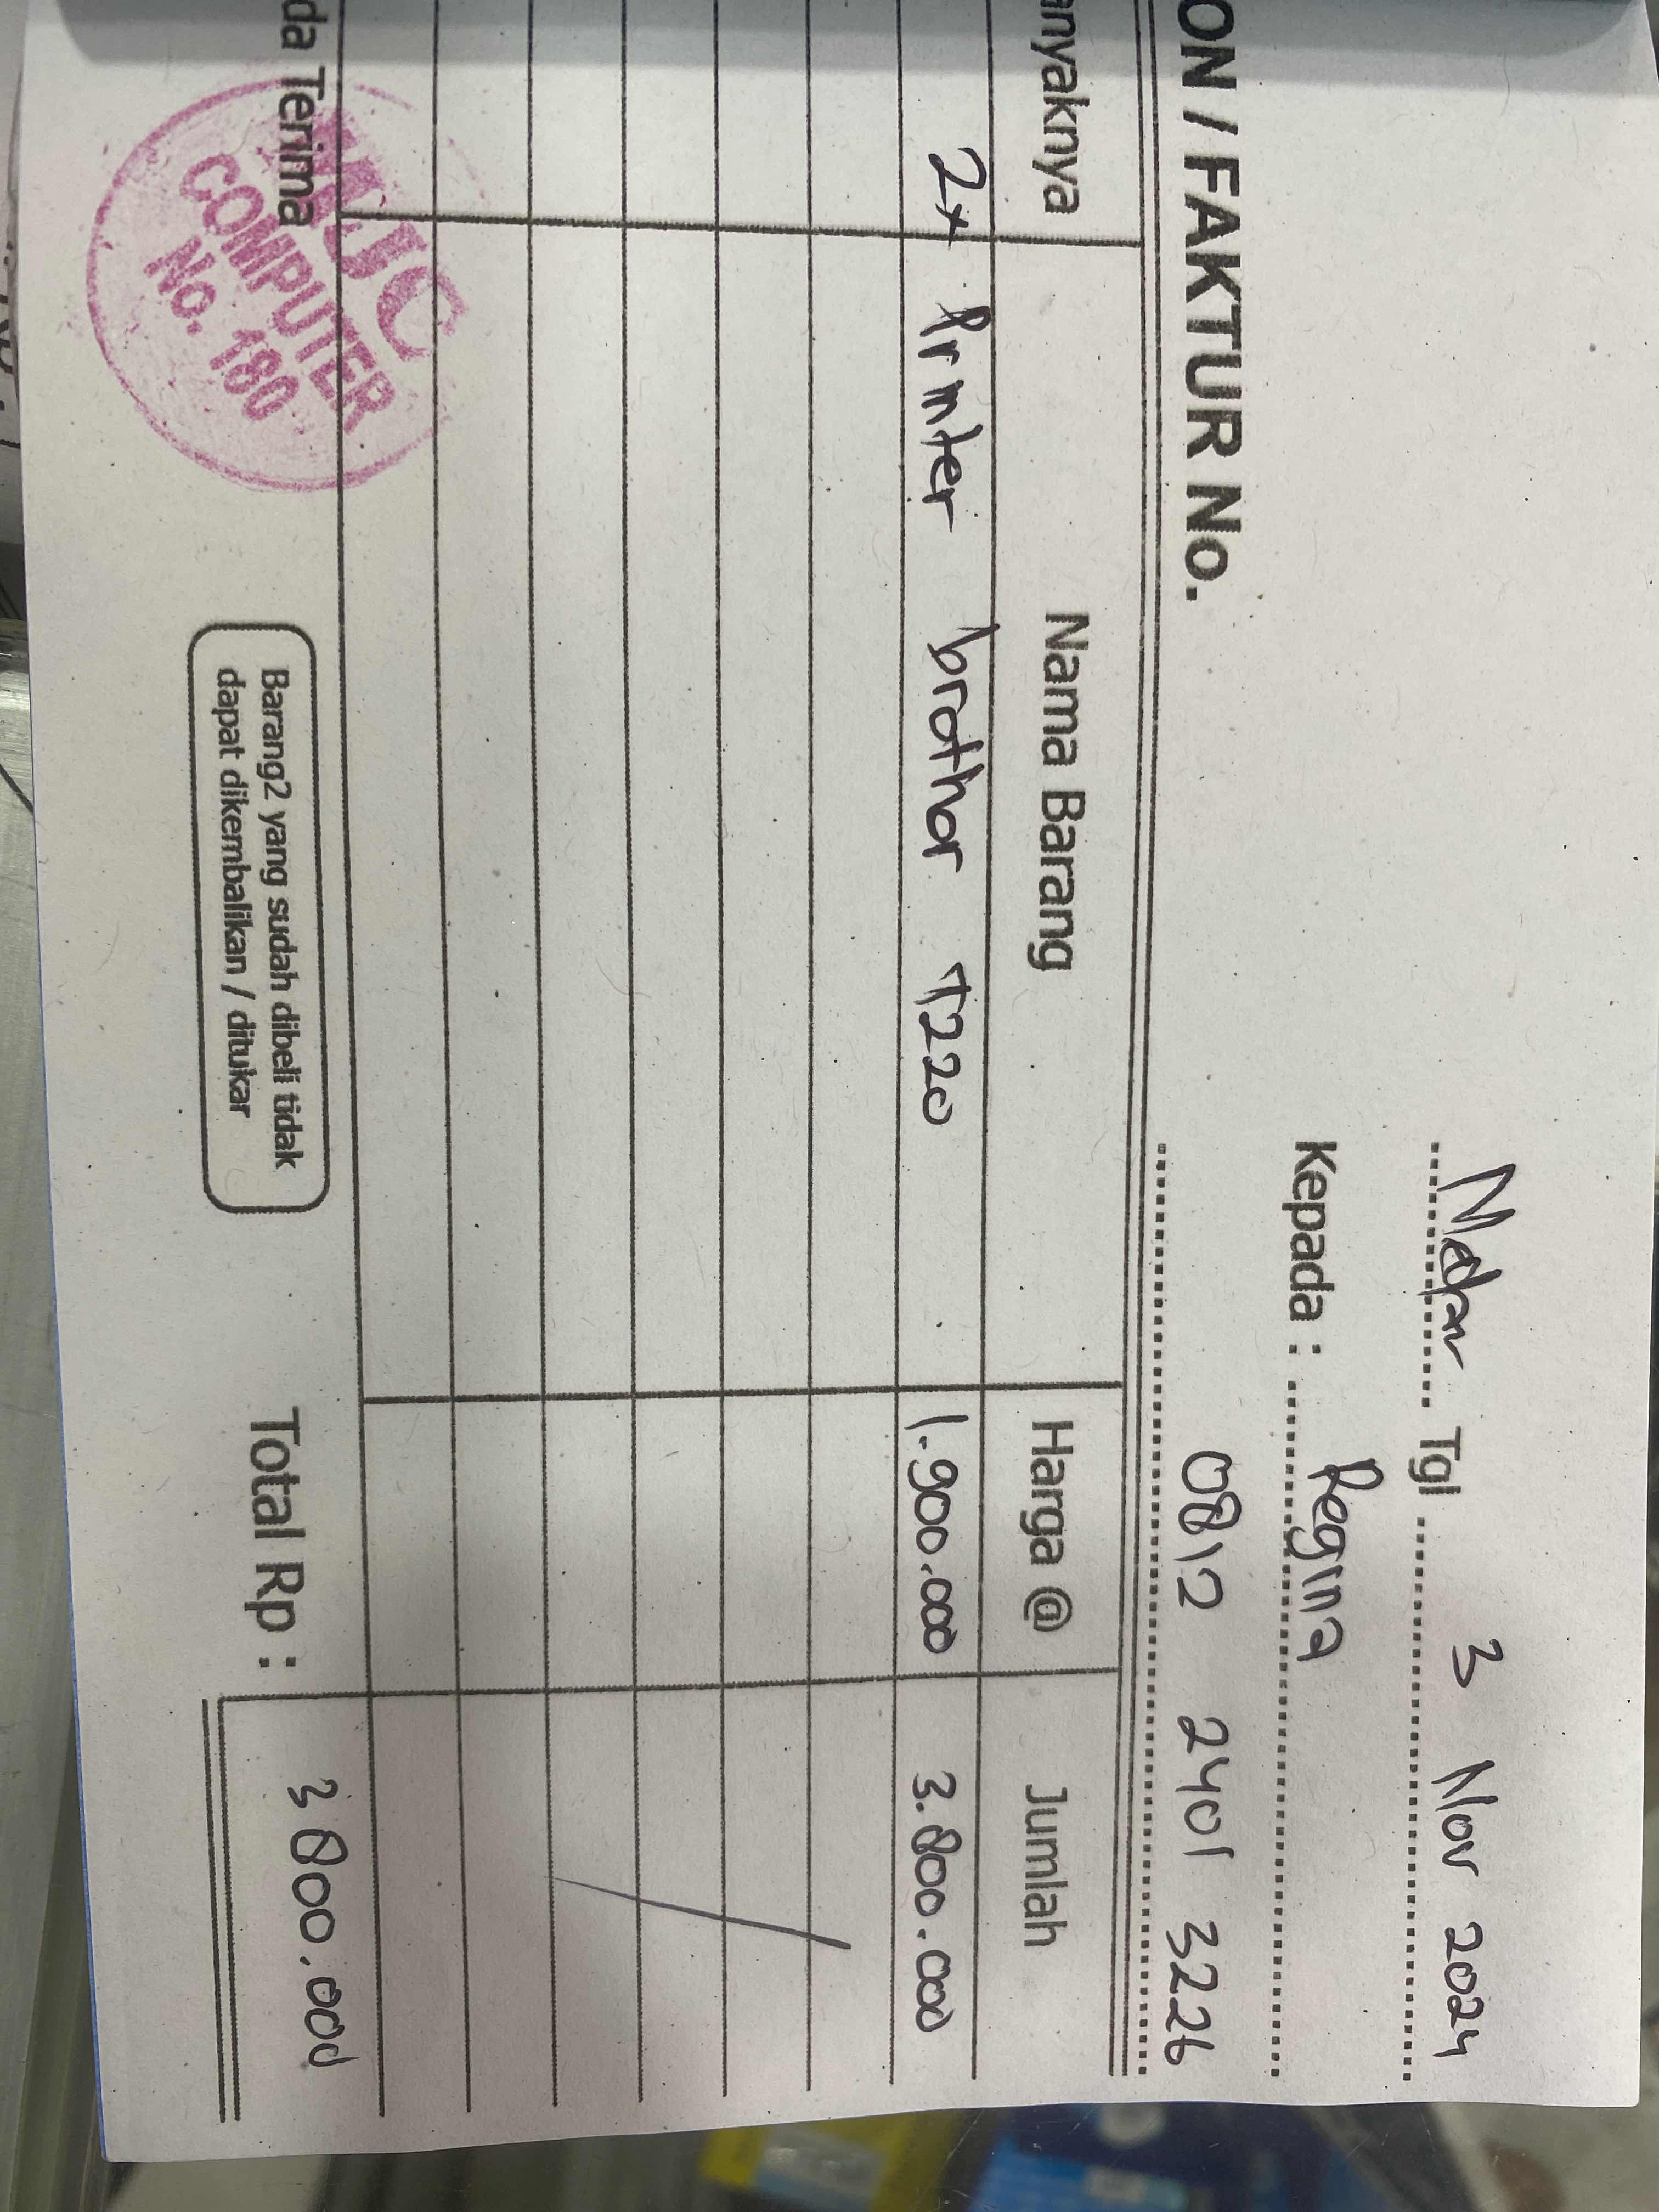 Medan Tgl 3 Nov 2024
Kepada : Regina
0812 2401 3226
ON / FAKTUR No.
anyaknya Nama Barang Harga @ Jumlah
2x Printer brothor T220 1.900.000 3.800.000
da Terima
COMPUTER
No. 180
Barang2 yang sudah dibeli tidak
dapat dikembalikan / ditukar
Total Rp : 3 800.000